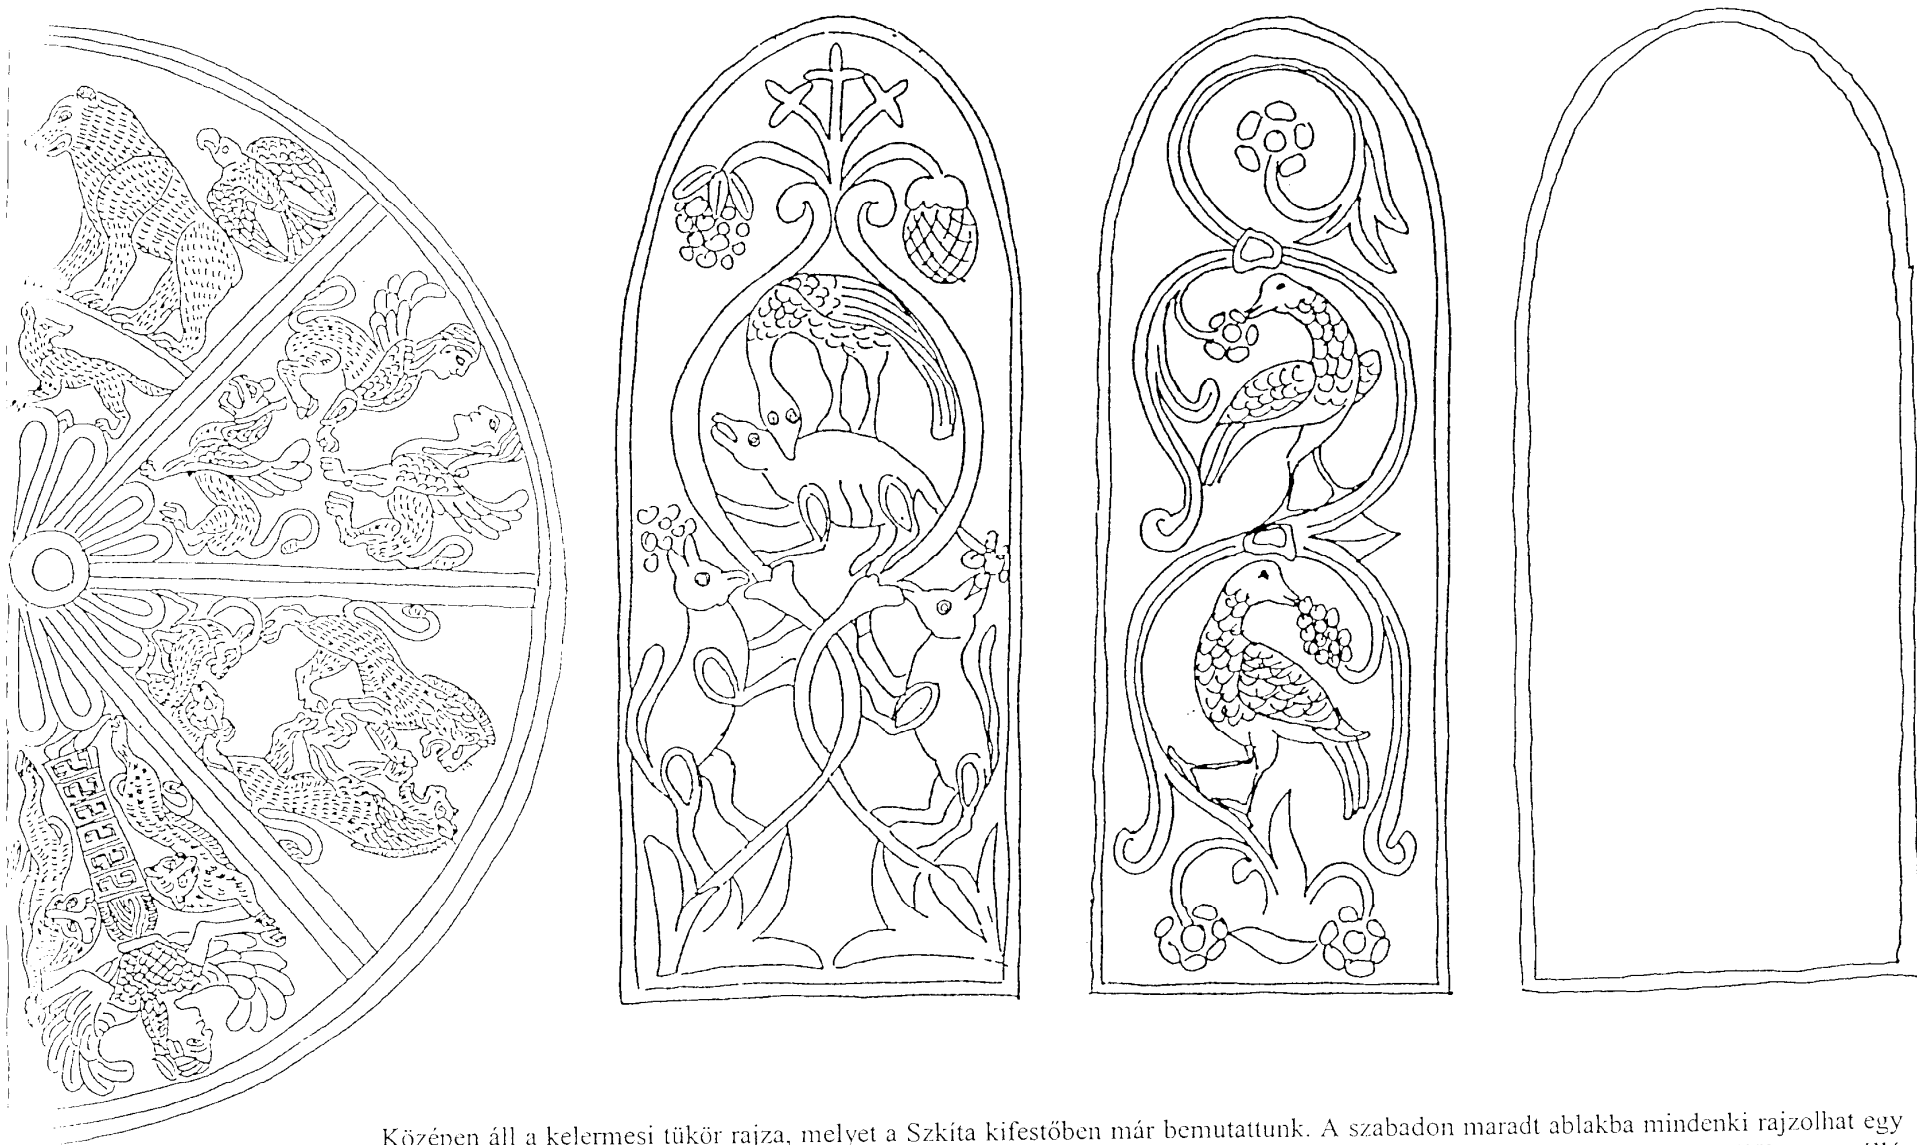 Középen áll a kelermesi tükör rajza, melyet a Szkíta kifestőben már bemutattunk. A szabadon maradt ablakba mindenki rajzolhat egy